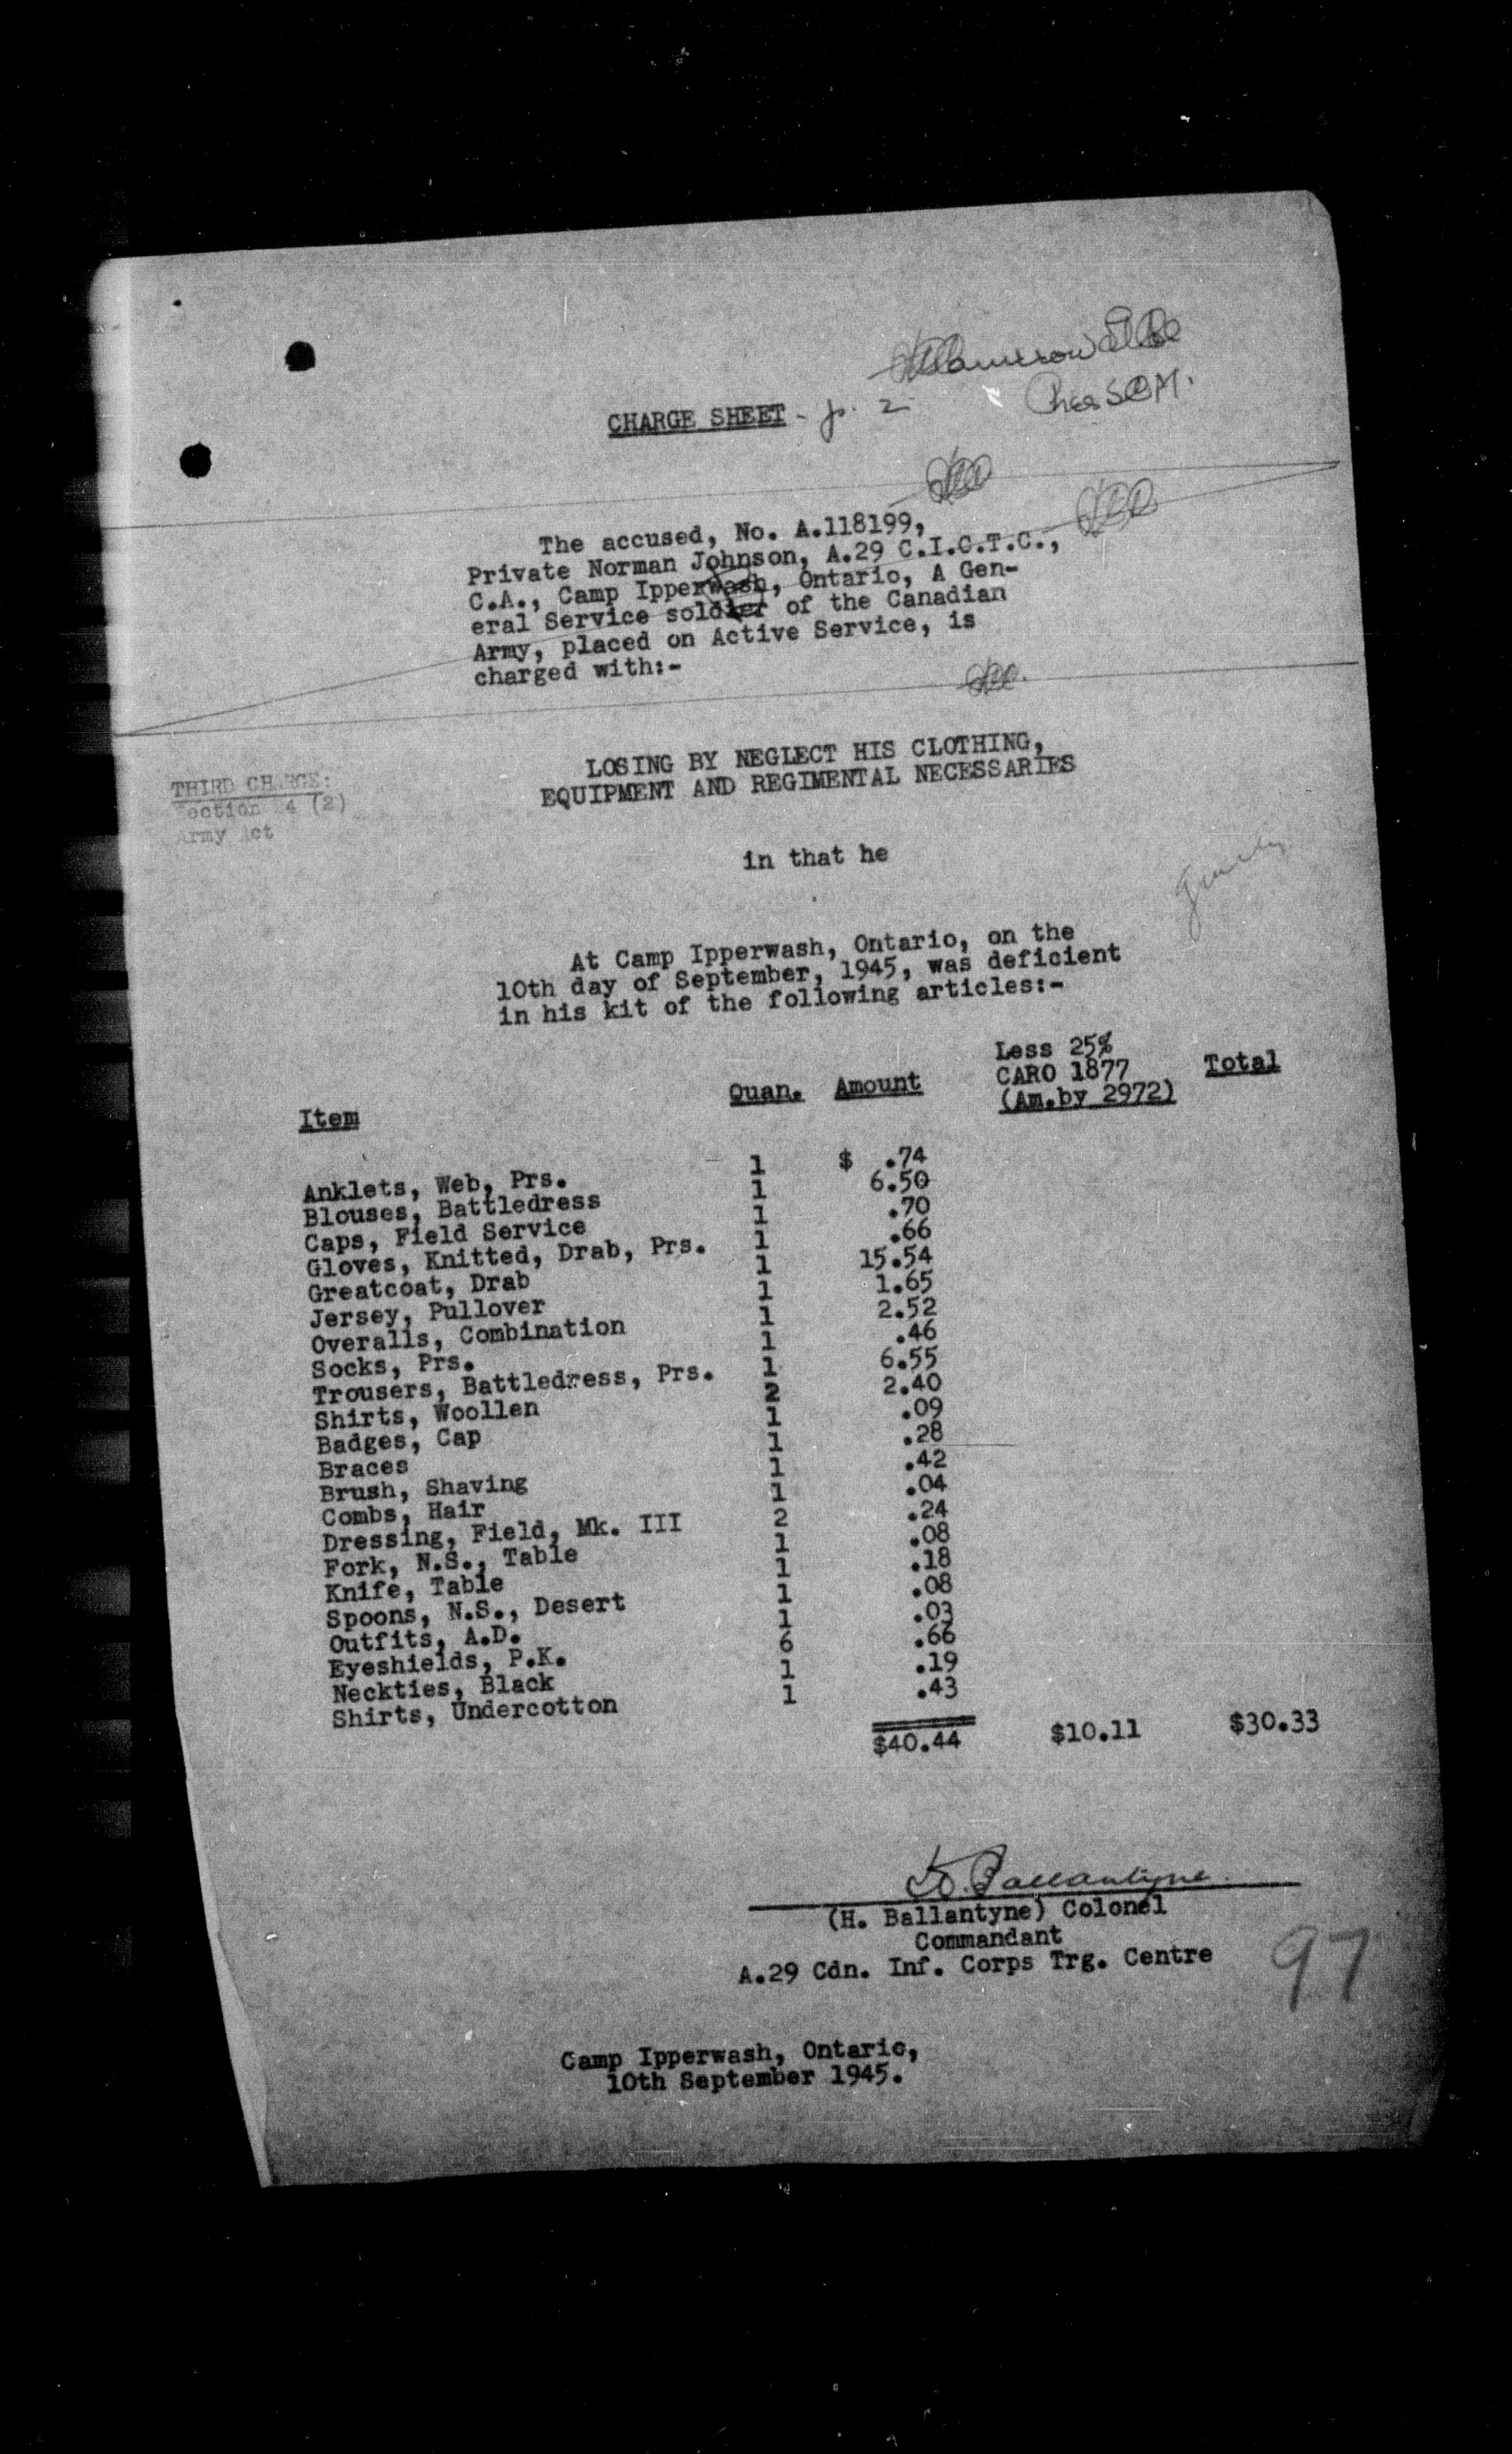 CHARGE SHEET - p. 2
Pres SCM.
The accused, No. A.118199,
Private Norman Johnson, A.29 C.I.C.T.C.,
C.A., Camp Ipperwash, Ontario, A Gen-
eral Service soldier of the Canadian
Army, placed on Active Service, is
charged with:-
THIRD CHARGE:
Section 24 (2)
Army Act
LOSING BY NEGLECT HIS CLOTHING,
EQUIPMENT AND REGIMENTAL NECESSARIES
in that he
Guilty
At Camp Ipperwash, Ontario, on the
10th day of September, 1945, was deficient
in his kit of the following articles:-
Item Quan. Amount Less 25% CARO 1877 (Am.by 2972) Total
Anklets, Web, Prs. 1 $ .74
Blouses, Battledress 1 6.50
Caps, Field Service 1 .70
Gloves, Knitted, Drab, Prs. 1 .66
Greatcoat, Drab 1 15.54
Jersey, Pullover 1 1.65
Overalls, Combination 1 2.52
Socks, Prs. 1 .46
Trousers, Battledress, Prs. 1 6.55
Shirts, Woollen 2 2.40
Badges, Cap 1 .09
Braces 1 .28
Brush, Shaving 1 .42
Combs, Hair 1 .04
Dressing, Field, Mk. III 2 .24
Fork, N.S., Table 1 .08
Knife, Table 1 .18
Spoons, N.S., Desert 1 .08
Outfits, A.D. 1 .03
Eyeshields, P.K. 6 .66
Neckties, Black 1 .19
Shirts, Undercotton 1 .43
$40.44 $10.11 $30.33
H. Ballantyne
(H. Ballantyne) Colonel
Commandant
A.29 Cdn. Inf. Corps Trg. Centre
97
Camp Ipperwash, Ontario,
10th September 1945.